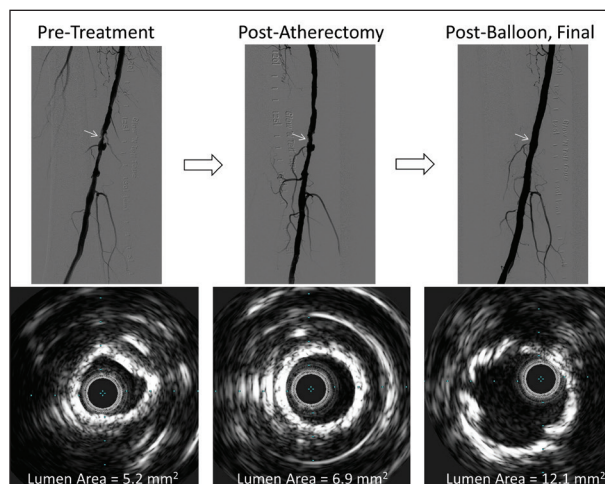 Pre-Treatment
Post-Atherectomy
Post-Balloon, Final
Lumen Area = 5.2 mm²
Lumen Area = 6.9 mm²
Lumen Area = 12.1 mm²